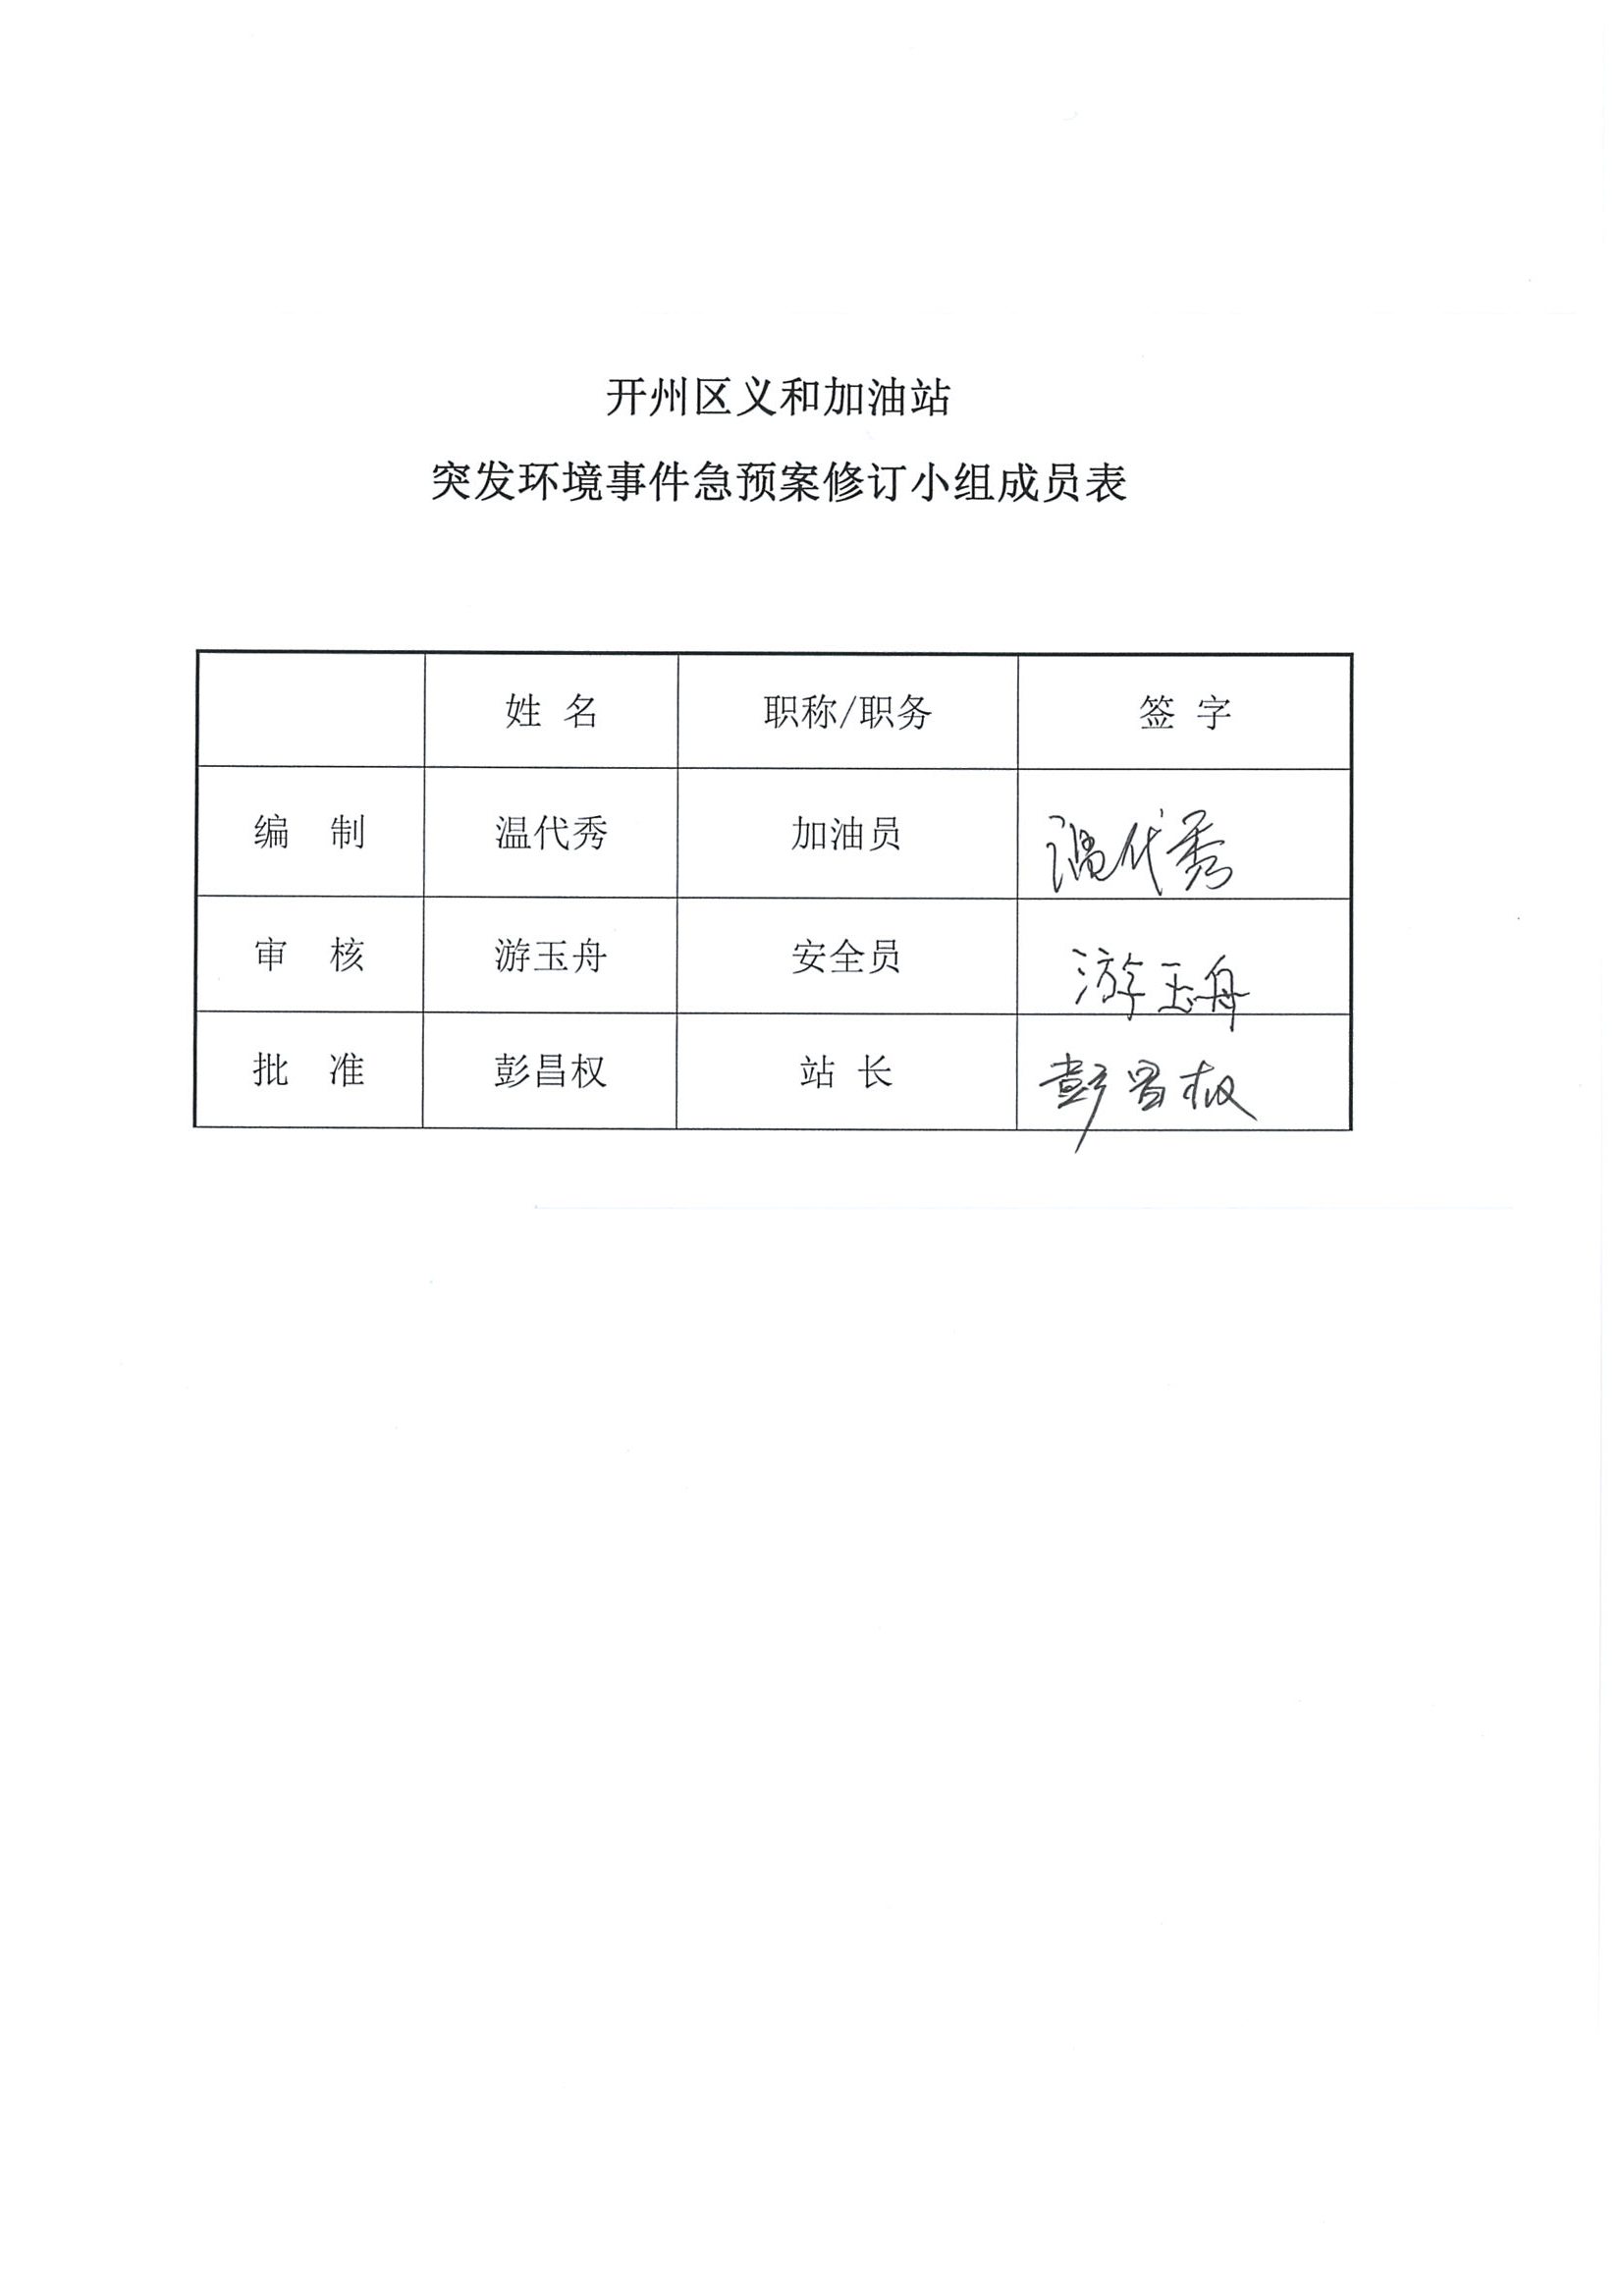 开州区义和加油站
突发环境事件急预案修订小组成员表
姓 名 职称/职务 签 字
编 制 温代秀 加油员 温代秀
审 核 游玉舟 安全员 游玉舟
批 准 彭昌权 站 长 彭昌权